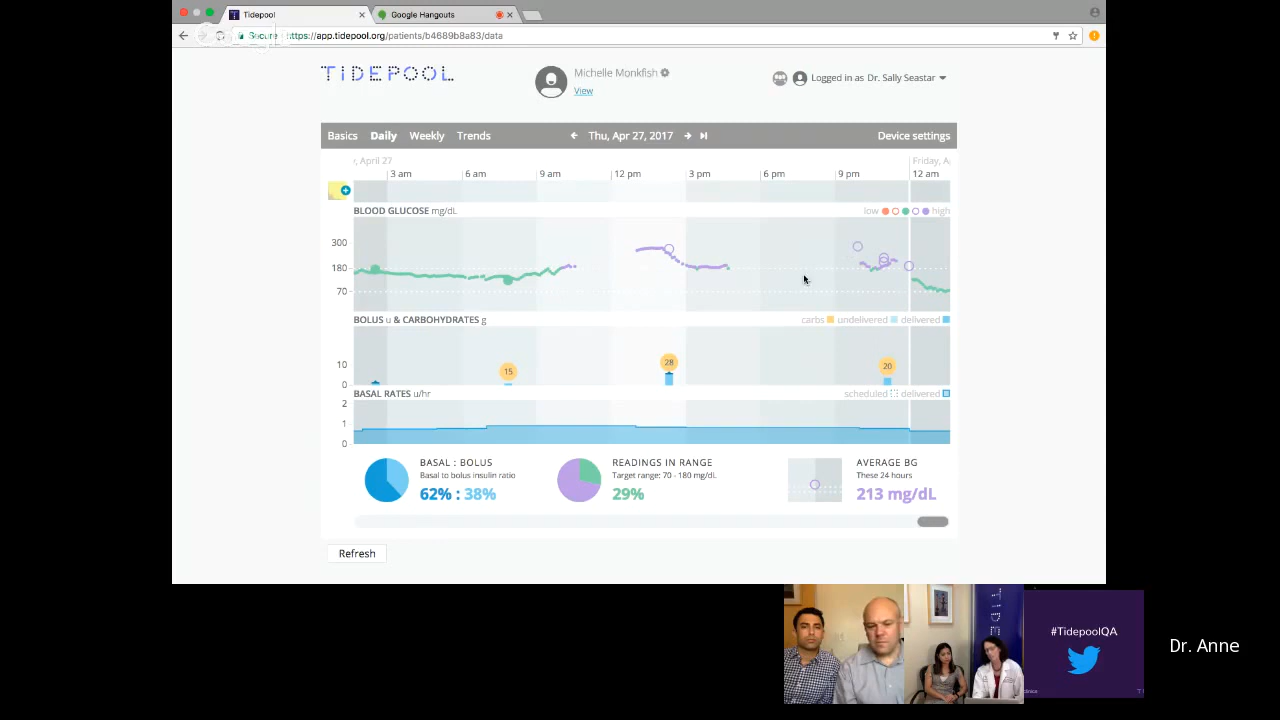 Tidepool
Google Hangouts
Secure https://app.tidepool.org/patients/b4689b8a83/data
TIDEPOOL
Michelle Monkfish
View
Logged in as Dr. Sally Seastar
Basics Daily Weekly Trends
Thu, Apr 27, 2017
Device settings
r, April 27
Friday, A
3 am 6 am 9 am 12 pm 3 pm 6 pm 9 pm 12 am
BLOOD GLUCOSE mg/dL
low high
300
180
70
BOLUS u & CARBOHYDRATES g
carbs undelivered delivered
10
0
15
28
20
BASAL RATES u/hr
scheduled delivered
2
1
0
BASAL : BOLUS
Basal to bolus insulin ratio
62% : 38%
READINGS IN RANGE
Target range: 70 - 180 mg/dL
29%
AVERAGE BG
These 24 hours
213 mg/dL
Refresh
TIDE
#TidepoolQA
Dr. Anne